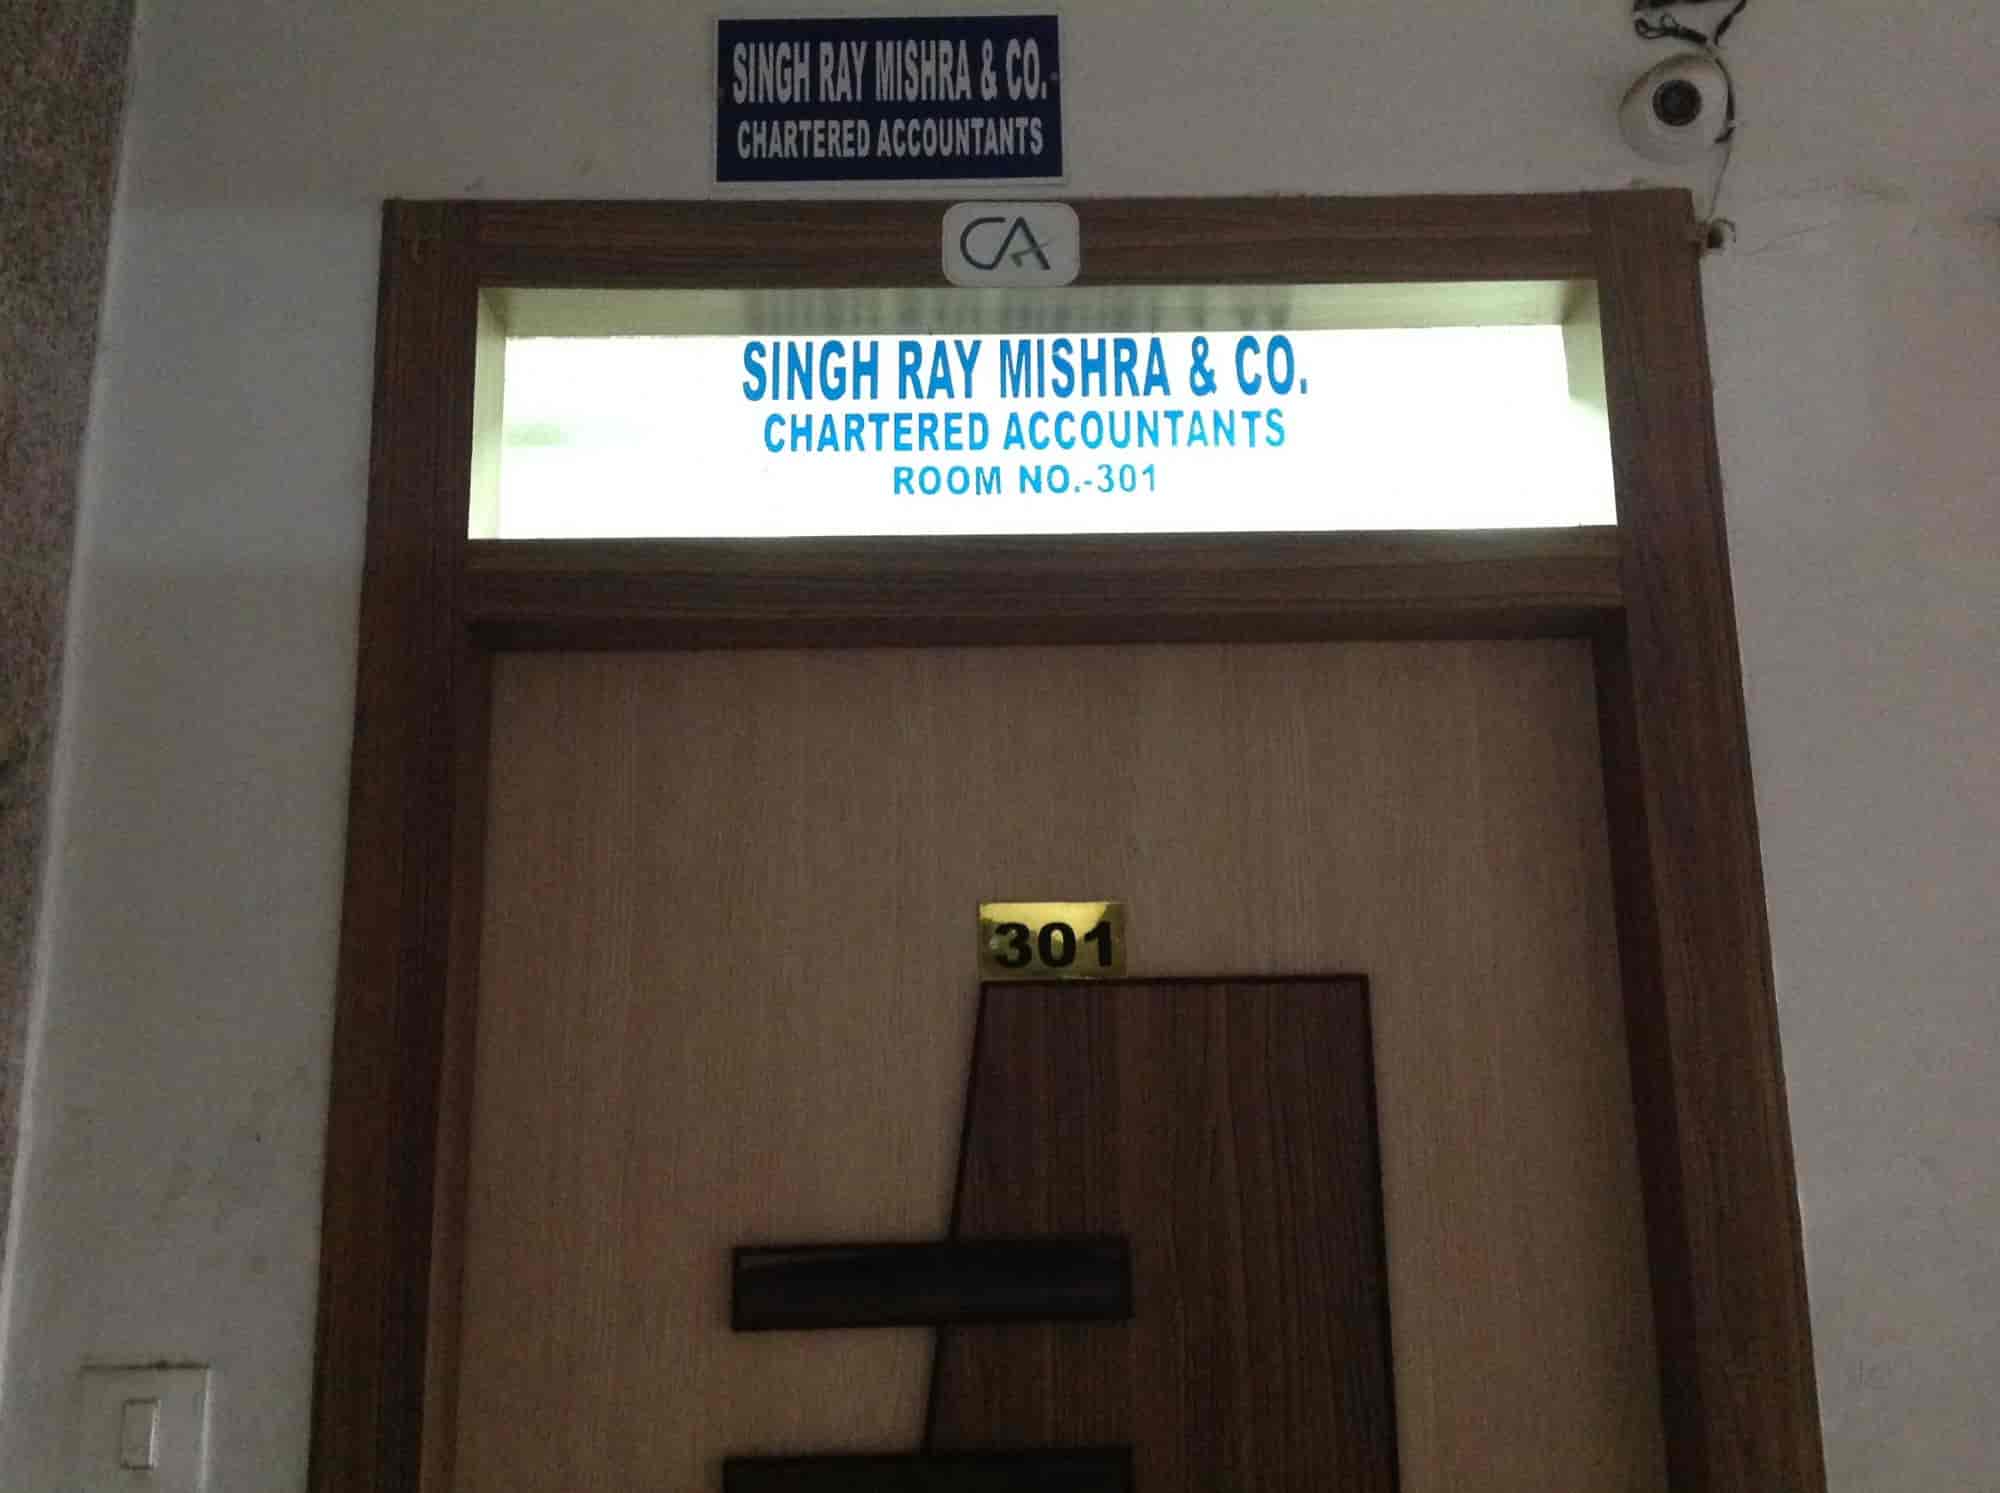 SINGH RAY MISHRA & CO.
CHARTERED ACCOUNTANTS
CA
SINGH RAY MISHRA & CO.
CHARTERED ACCOUNTANTS
ROOM NO.-301
301